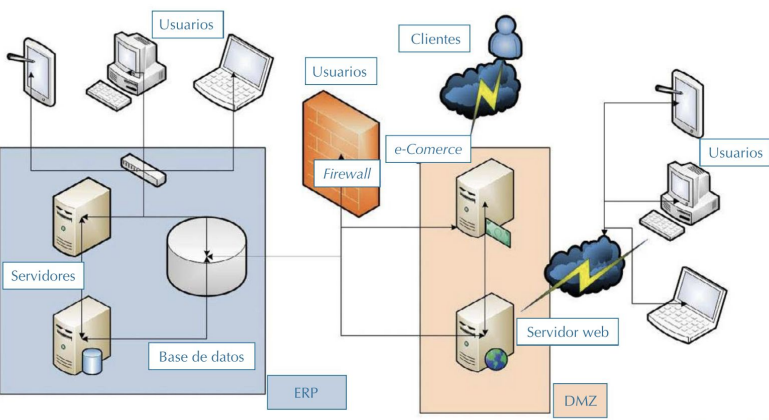 Usuarios
Clientes
Usuarios
e-Comerce
Usuarios
Firewall
Servidores
Servidor web
Base de datos
ERP
DMZ